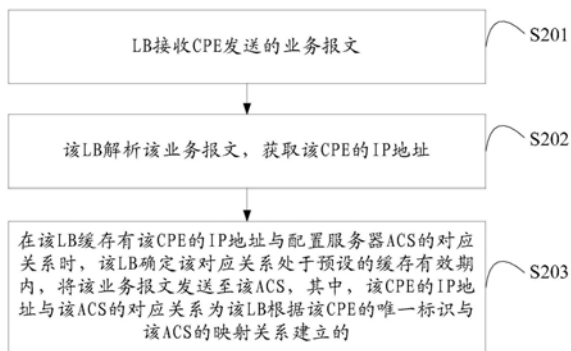 LB接收CPE发送的业务报文
S201
该LB解析该业务报文，获取该CPE的IP地址
S202
在该LB缓存有该CPE的IP地址与配置服务器ACS的对应
关系时，该LB确定该对应关系处于预设的缓存有效期
内，将该业务报文发送至该ACS，其中，该CPE的IP地
址与该ACS的对应关系为该LB根据该CPE的唯一标识与
该ACS的映射关系建立的
S203